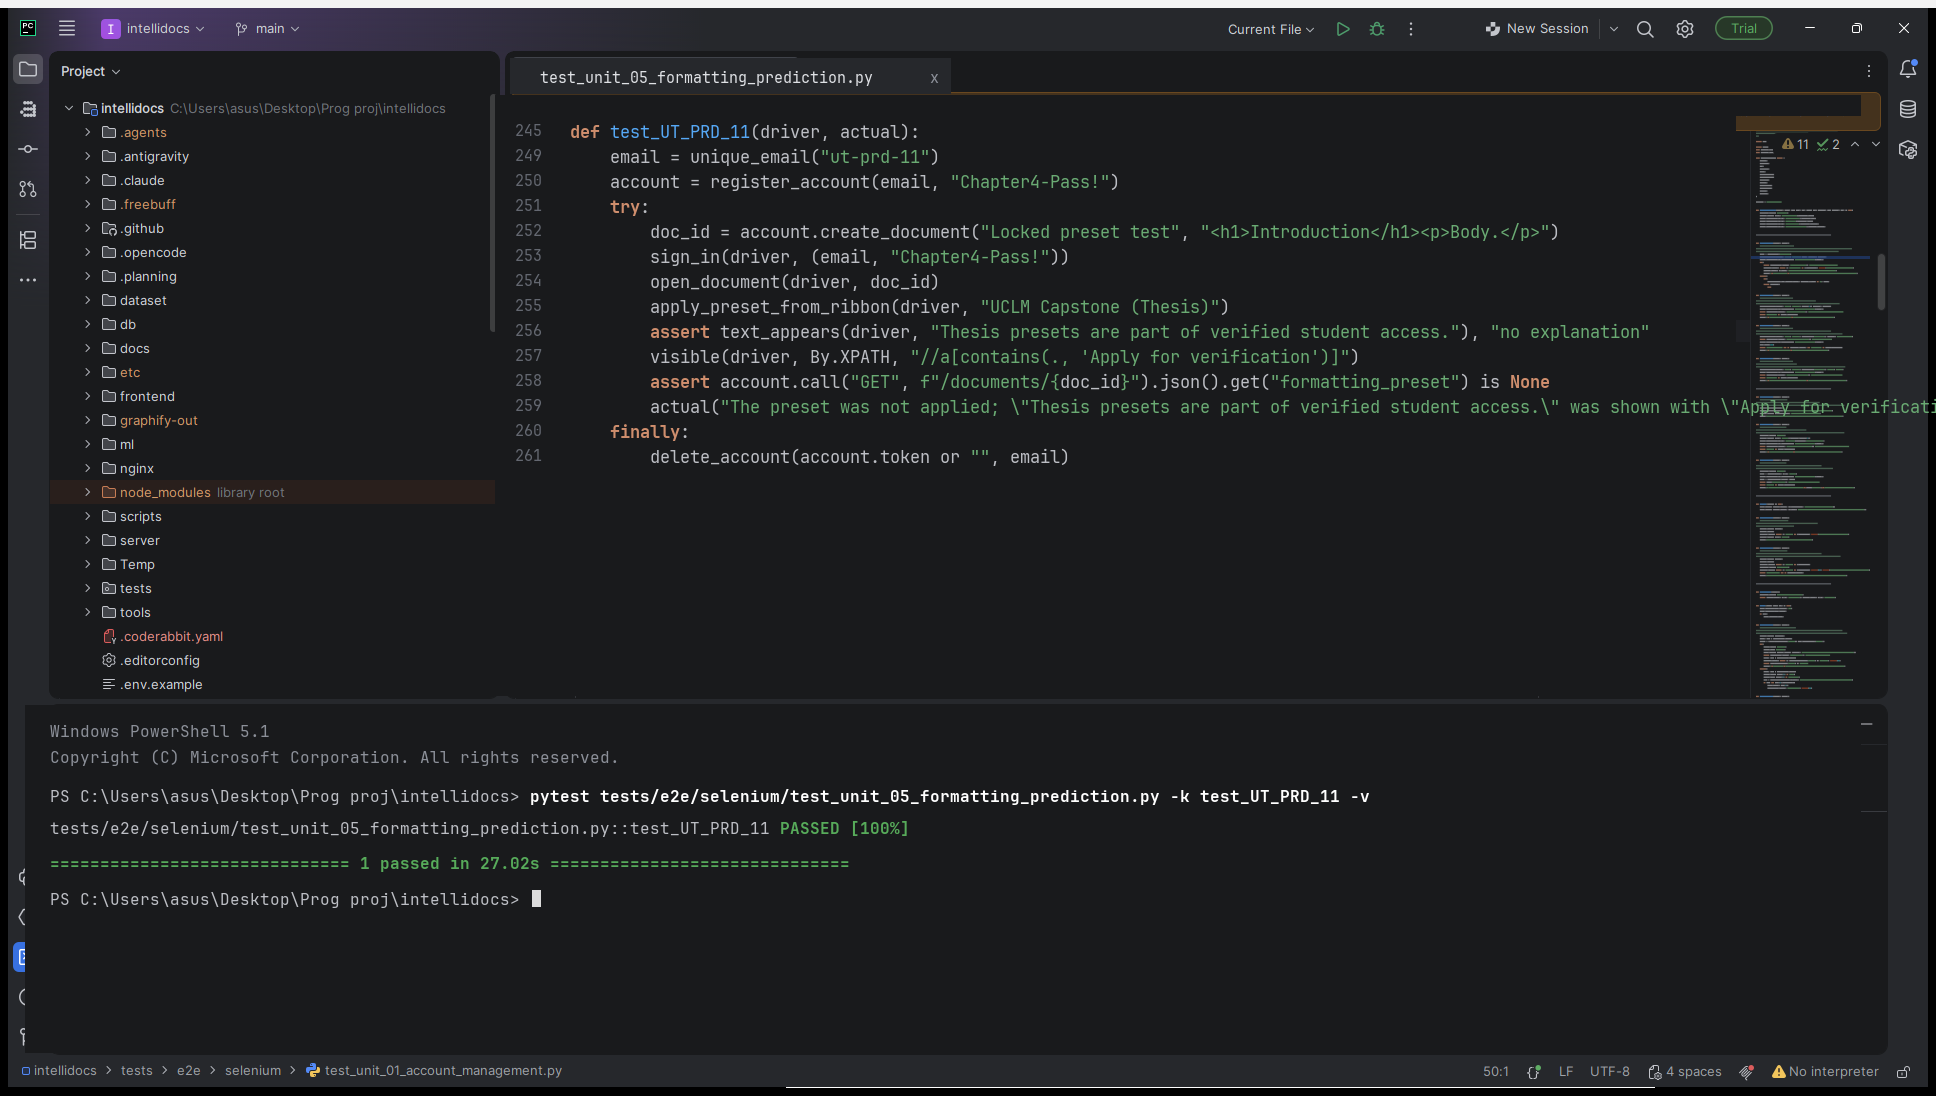 PC
I intellidocs
main
Current File
New Session
Trial
Project
test_unit_05_formatting_prediction.py x
intellidocs C:\Users\asus\Desktop\Prog proj\intellidocs
.agents
.antigravity
.claude
.freebuff
.github
.opencode
.planning
dataset
db
docs
etc
frontend
graphify-out
ml
nginx
node_modules library root
scripts
server
Temp
tests
tools
.coderabbit.yaml
.editorconfig
.env.example
11 2
245 def test_UT_PRD_11(driver, actual):
249 email = unique_email("ut-prd-11")
250 account = register_account(email, "Chapter4-Pass!")
251 try:
252 doc_id = account.create_document("Locked preset test", "<h1>Introduction</h1><p>Body.</p>")
253 sign_in(driver, (email, "Chapter4-Pass!"))
254 open_document(driver, doc_id)
255 apply_preset_from_ribbon(driver, "UCLM Capstone (Thesis)")
256 assert text_appears(driver, "Thesis presets are part of verified student access."), "no explanation"
257 visible(driver, By.XPATH, "//a[contains(., 'Apply for verification')]")
258 assert account.call("GET", f"/documents/{doc_id}").json().get("formatting_preset") is None
259 actual("The preset was not applied; \"Thesis presets are part of verified student access.\" was shown with \"Apply for verificati
260 finally:
261 delete_account(account.token or "", email)
Windows PowerShell 5.1
Copyright (C) Microsoft Corporation. All rights reserved.
PS C:\Users\asus\Desktop\Prog proj\intellidocs> pytest tests/e2e/selenium/test_unit_05_formatting_prediction.py -k test_UT_PRD_11 -v
tests/e2e/selenium/test_unit_05_formatting_prediction.py::test_UT_PRD_11 PASSED [100%]
============================== 1 passed in 27.02s ==============================
PS C:\Users\asus\Desktop\Prog proj\intellidocs>
intellidocs > tests > e2e > selenium > test_unit_01_account_management.py
50:1 LF UTF-8 4 spaces No interpreter